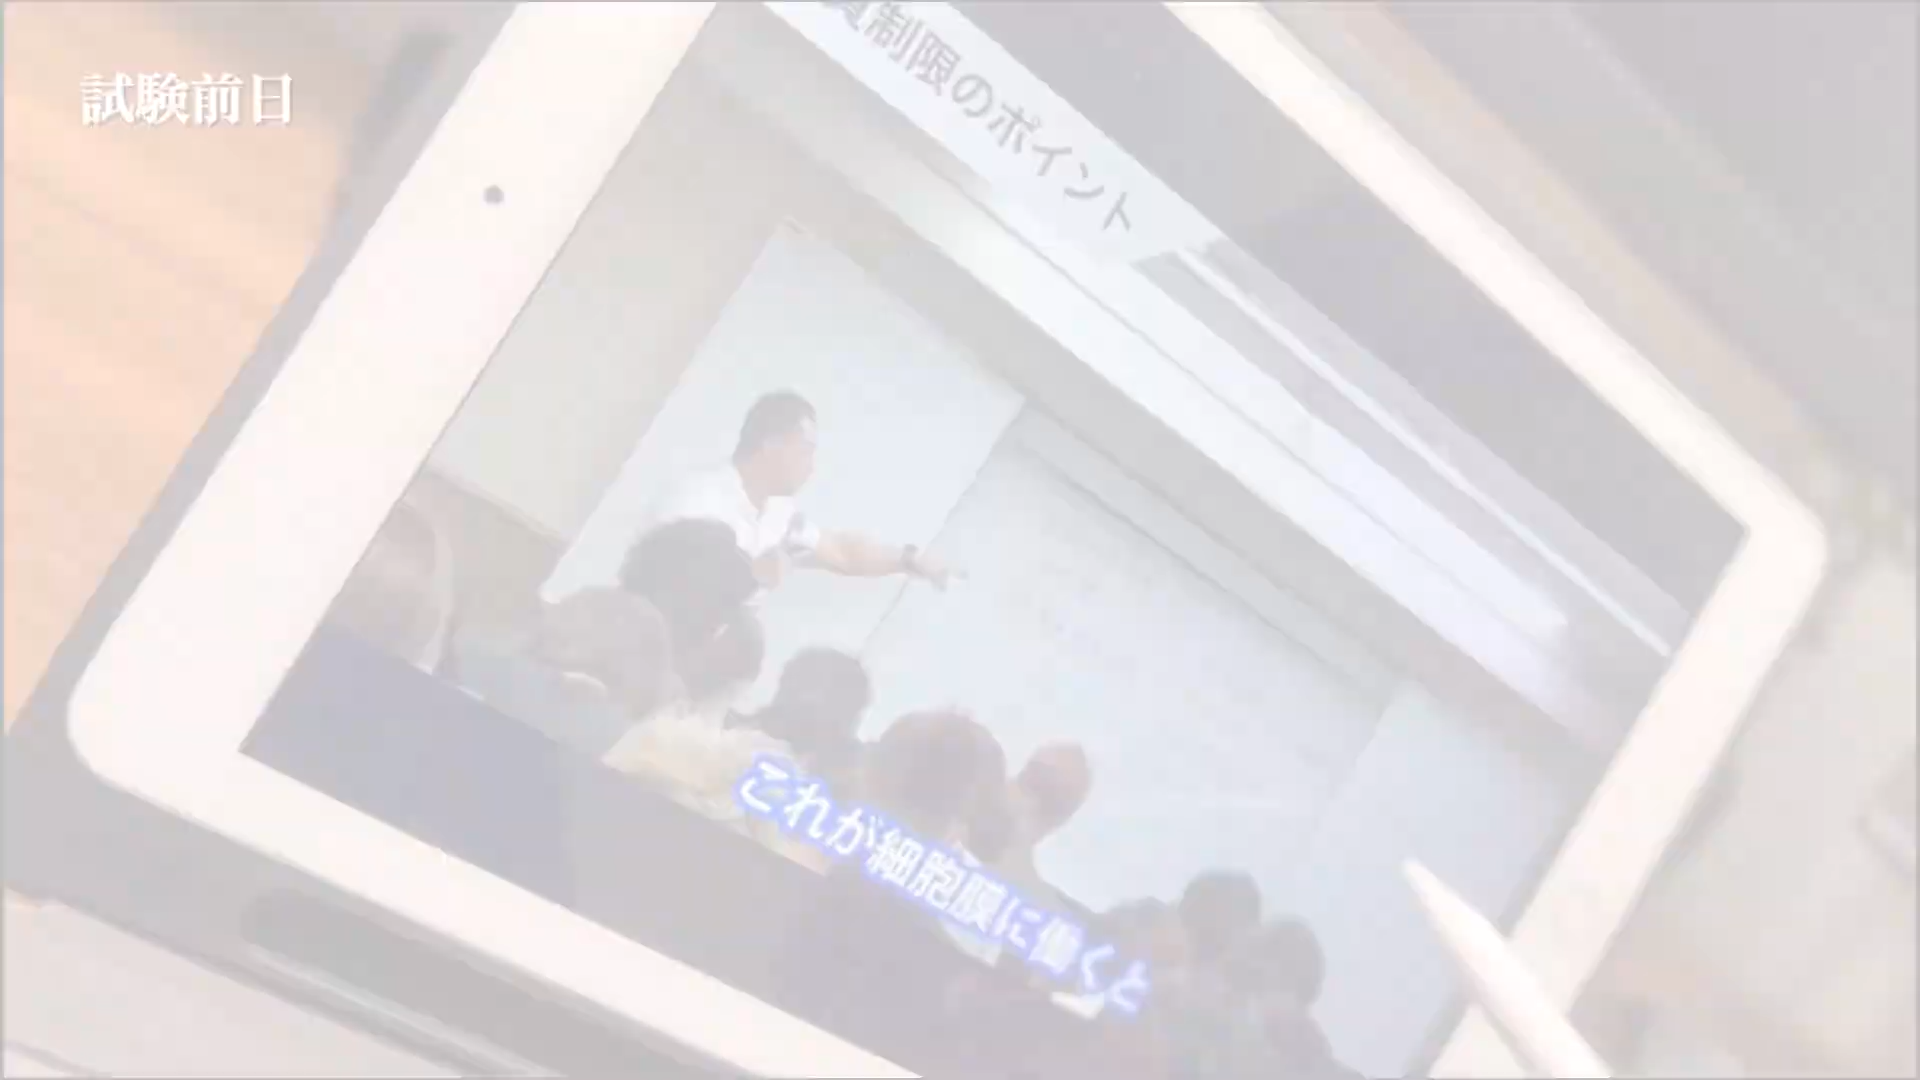 試験前日
制限のポイント
これが細胞膜に働くと